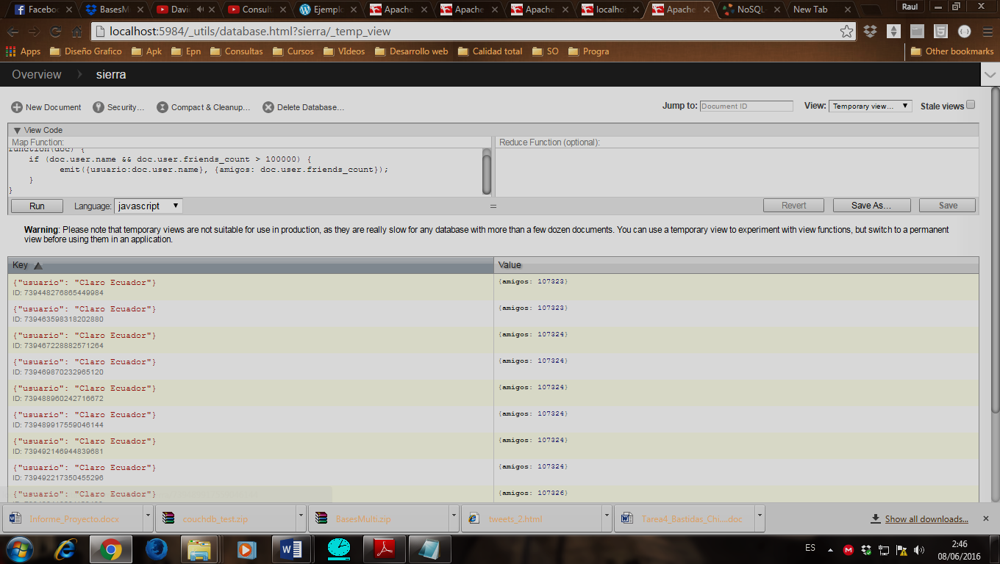 Faceboo
BasesM
David
Consult
Ejemplo
Apache
Apache
Apache
localho
Apache
NoSQL
New Tab
Raul
localhost:5984/_utils/database.html?sierra/_temp_view
Apps Diseño Grafico Apk Epn Consultas Cursos VIdeos Desarrollo web Calidad total SO Progra Other bookmarks
Overview sierra
New Document Security... Compact & Cleanup... Delete Database... Jump to: Document ID View: Temporary view... Stale views
View Code
Map Function: Reduce Function (optional):
function(doc) {
if (doc.user.name && doc.user.friends_count > 100000) {
emit({usuario:doc.user.name}, {amigos: doc.user.friends_count});
}
}
Run Language: javascript = Revert Save As... Save
Warning: Please note that temporary views are not suitable for use in production, as they are really slow for any database with more than a few dozen documents. You can use a temporary view to experiment with view functions, but switch to a permanent
view before using them in an application.
Key Value
{"usuario": "Claro Ecuador"} {amigos: 107323}
ID: 739448276865449984
{"usuario": "Claro Ecuador"} {amigos: 107323}
ID: 739463598318202880
{"usuario": "Claro Ecuador"} {amigos: 107324}
ID: 739467228882571264
{"usuario": "Claro Ecuador"} {amigos: 107324}
ID: 739469870232965120
{"usuario": "Claro Ecuador"} {amigos: 107324}
ID: 739488960242716672
{"usuario": "Claro Ecuador"} {amigos: 107324}
ID: 739489917559046144
{"usuario": "Claro Ecuador"} {amigos: 107324}
ID: 739492146944839681
{"usuario": "Claro Ecuador"} {amigos: 107324}
ID: 739492217350455296
{"usuario": "Claro Ecuador"} {amigos: 107326}
Informe_Proyecto.docx couchdb_test.zip BasesMulti.zip tweets_2.html Tarea4_Bastidas_Chi....doc Show all downloads...
ES 2:46
08/06/2016